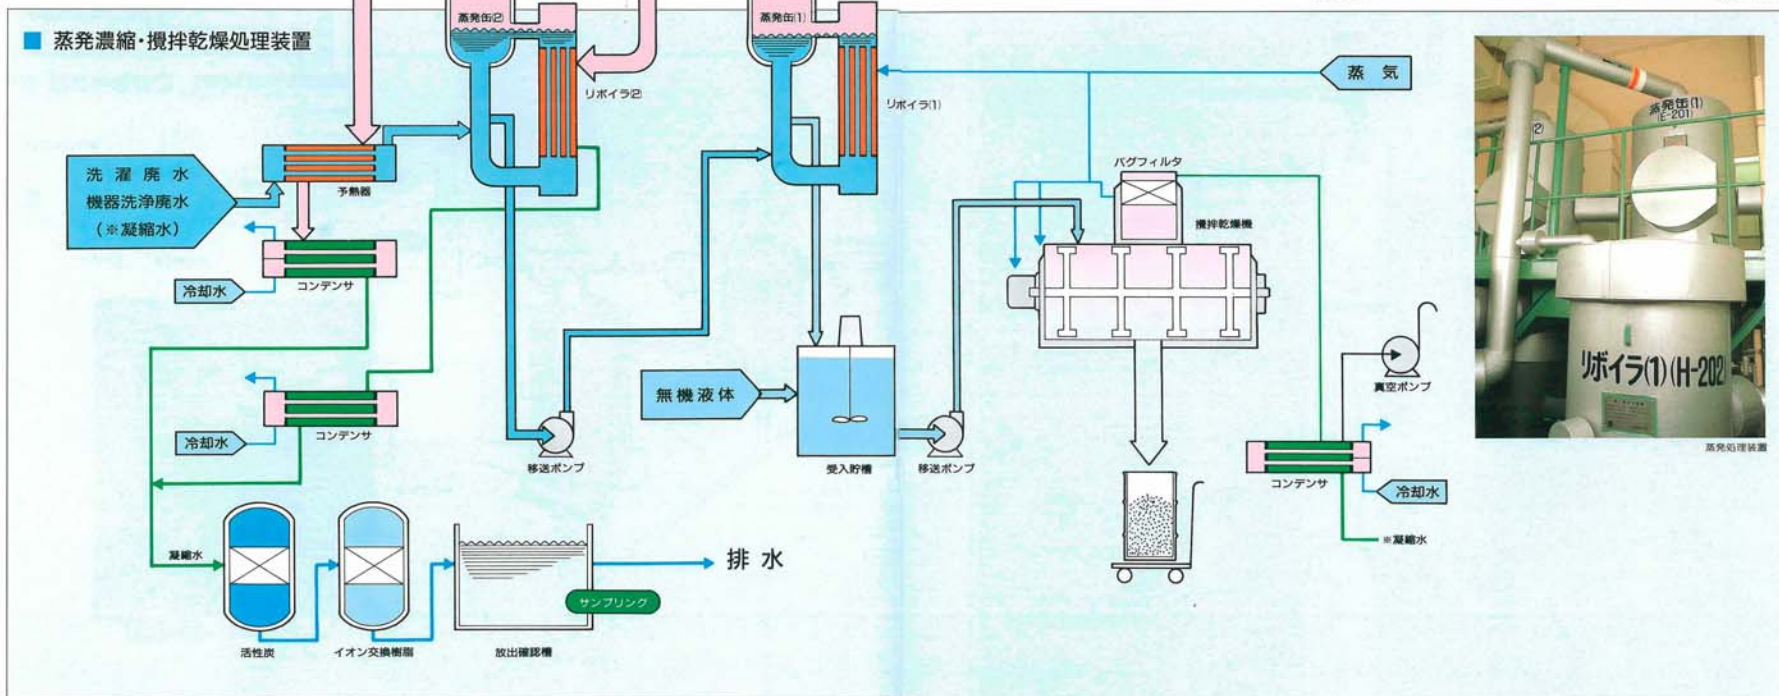 ■ 蒸発濃縮・攪拌乾燥処理装置
蒸発缶(2)
蒸発缶(1)
リボイラ(2)
リボイラ(1)
蒸気
洗濯廃水
機器洗浄廃水
(※凝縮水)
予熱器
コンデンサ
冷却水
コンデンサ
冷却水
移送ポンプ
無機液体
受入貯槽
移送ポンプ
バグフィルタ
攪拌乾燥機
真空ポンプ
コンデンサ
冷却水
※凝縮水
凝縮水
活性炭
イオン交換樹脂
放出確認槽
サンプリング
排水
蒸発缶(1)
(E-201)
(2)
リボイラ(1)(H-202)
蒸発処理装置